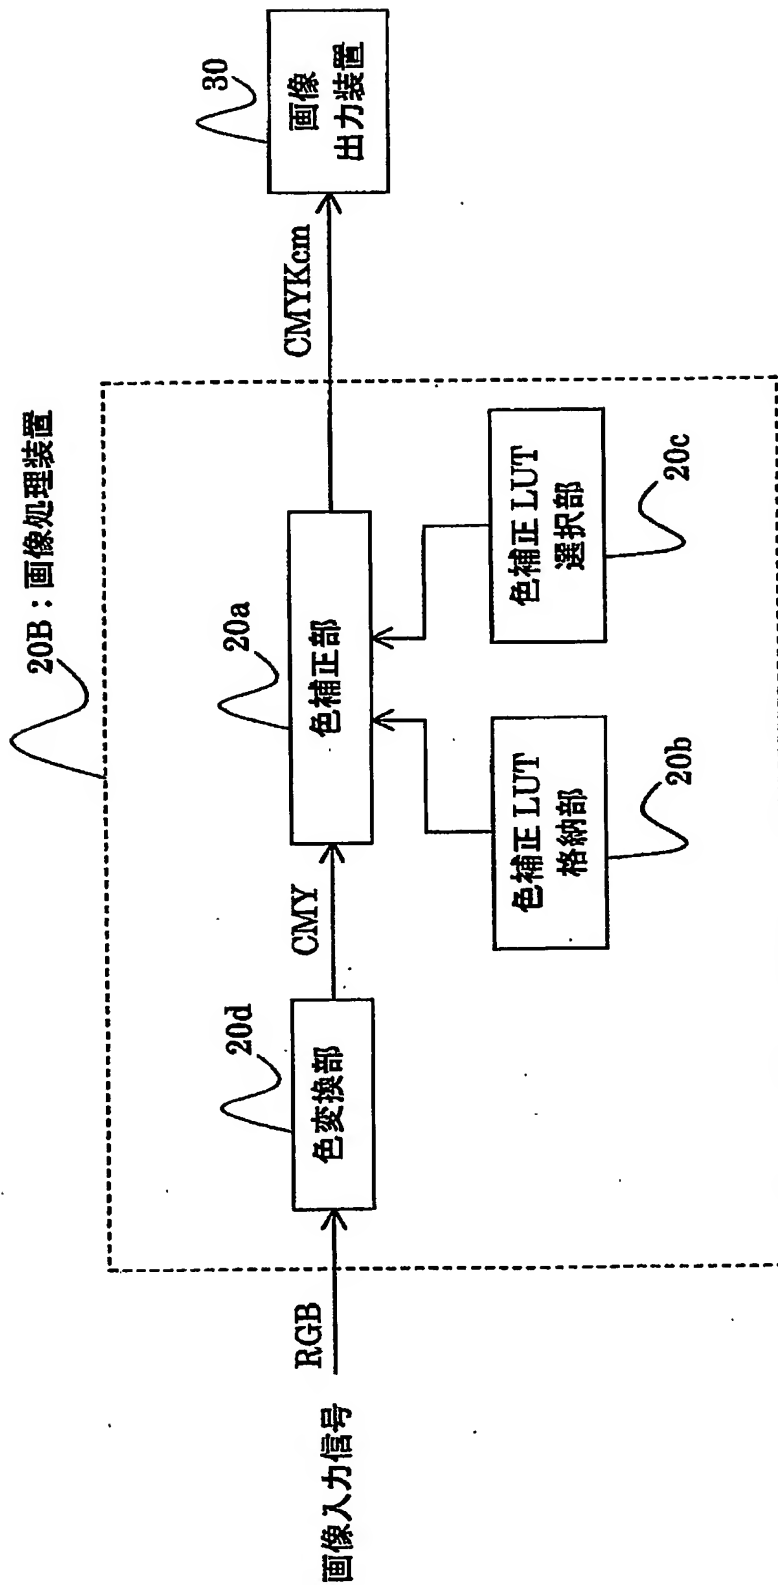 20B：画像処理装置
画像入力信号
RGB
20d
色変換部
CMY
20a
色補正部
CMYKcm
30
画像
出力装置
色補正 LUT
格納部
20b
色補正 LUT
選択部
20c